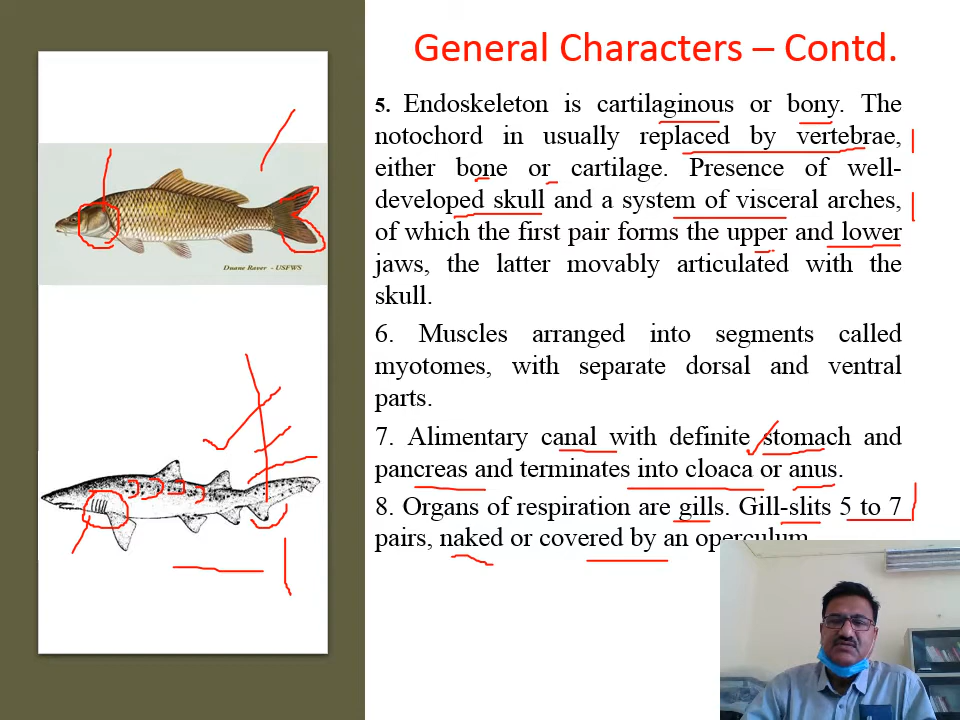 General Characters – Contd.
5. Endoskeleton is cartilaginous or bony. The
notochord in usually replaced by vertebrae,
either bone or cartilage. Presence of well-
developed skull and a system of visceral arches,
of which the first pair forms the upper and lower
jaws, the latter movably articulated with the
skull.
6. Muscles arranged into segments called
myotomes, with separate dorsal and ventral
parts.
7. Alimentary canal with definite stomach and
pancreas and terminates into cloaca or anus.
8. Organs of respiration are gills. Gill-slits 5 to 7
pairs, naked or covered by an operculum
Duane Raver - USFWS